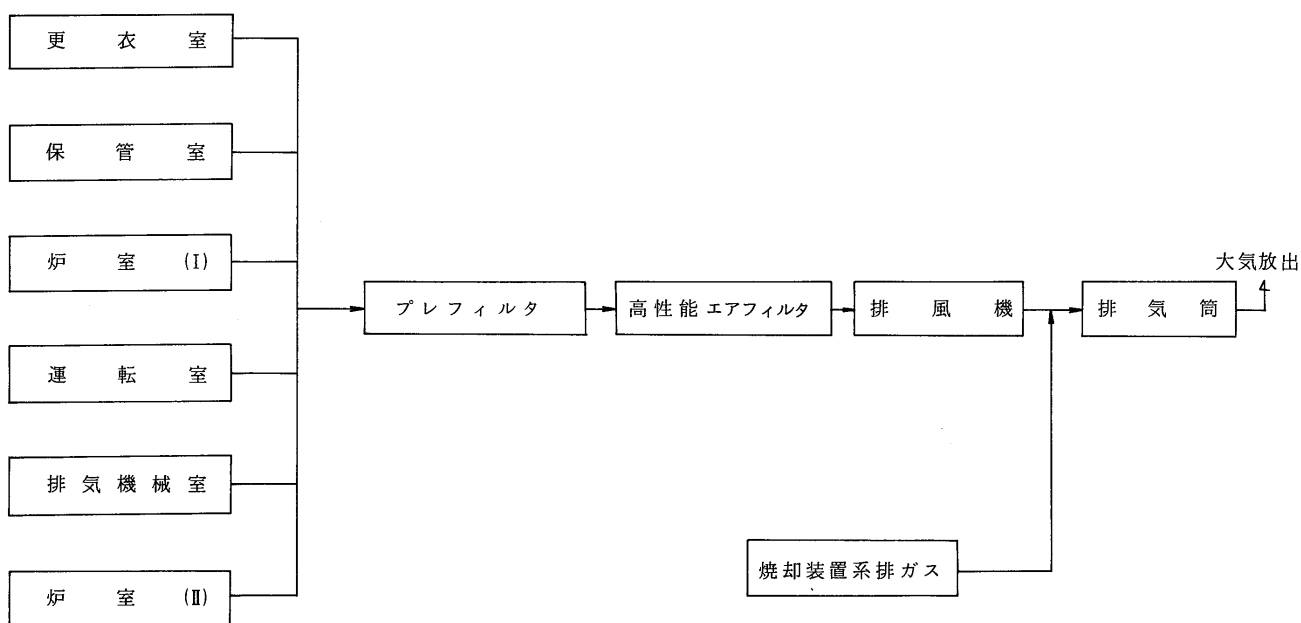 更衣室
保管室
炉室(I)
運転室
排気機械室
炉室(II)
プレフィルタ
高性能エアフィルタ
排風機
排気筒
大気放出
焼却装置系排ガス